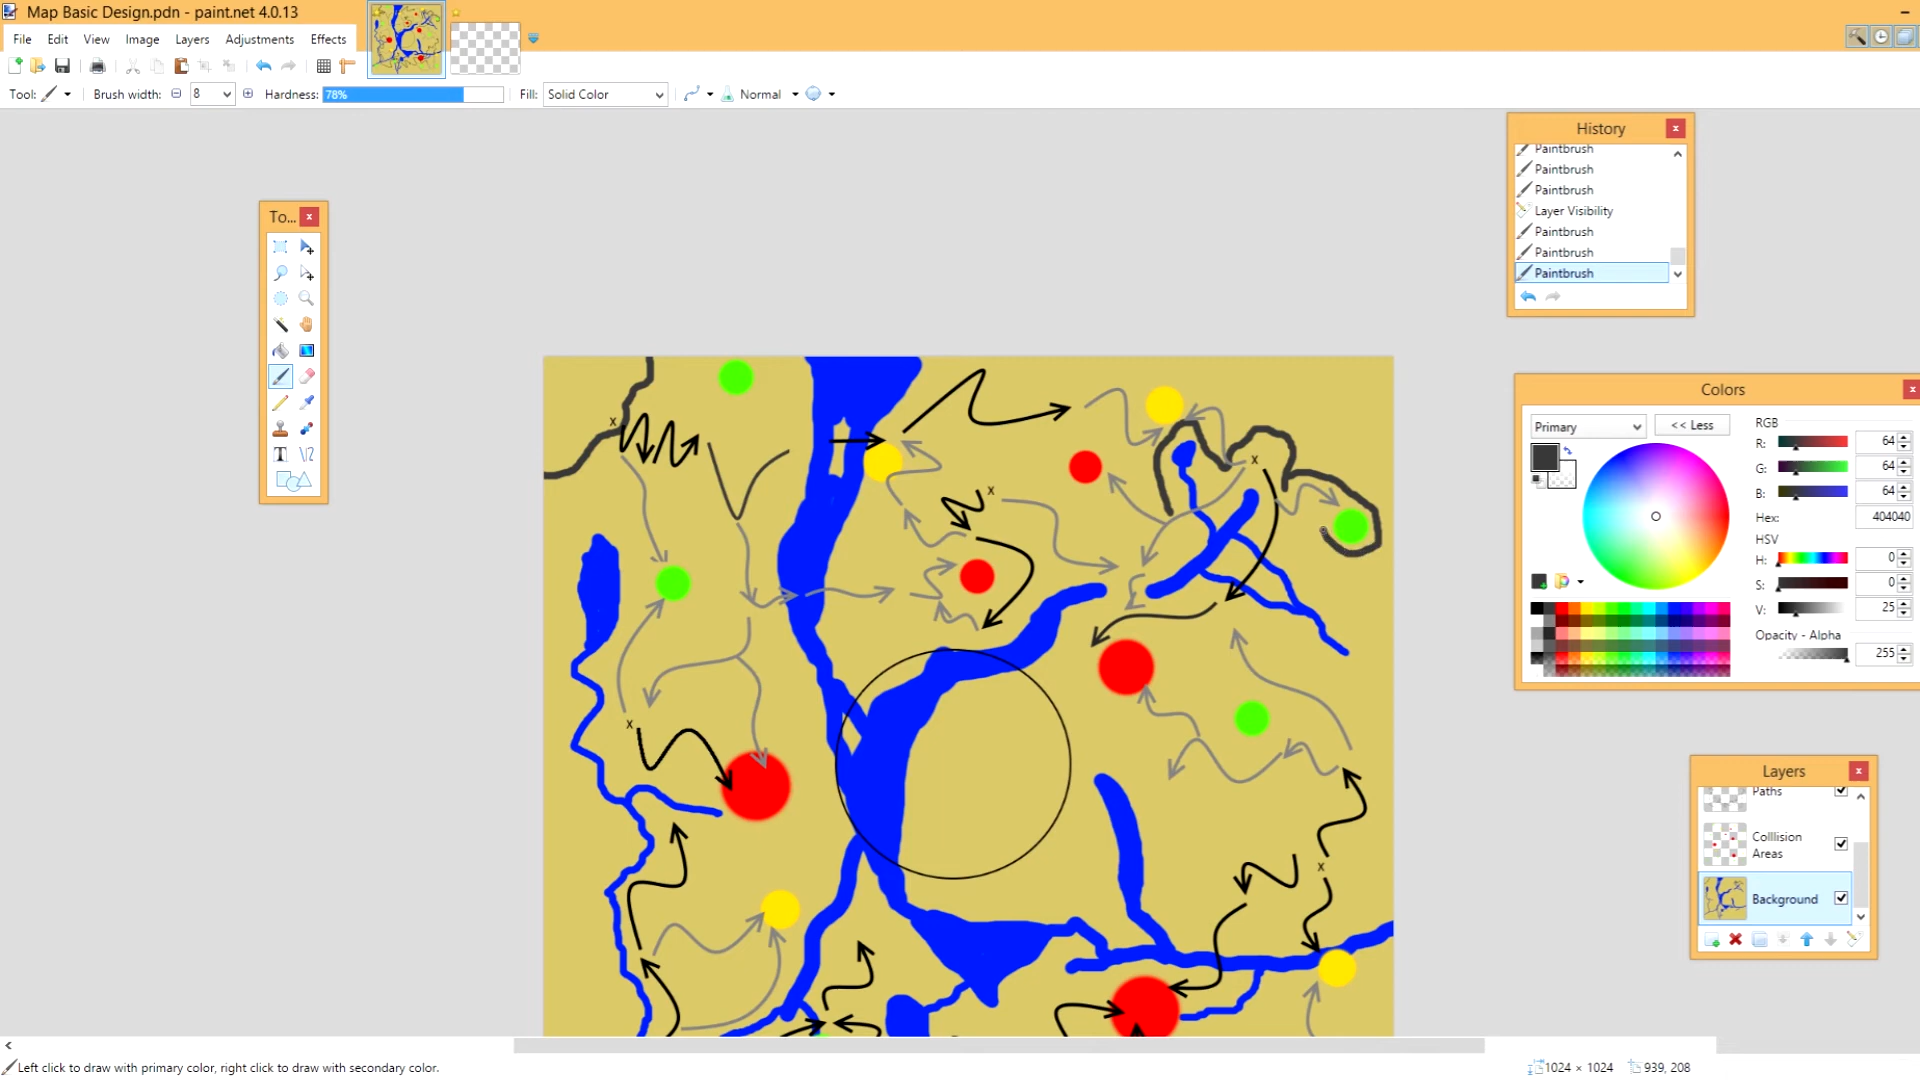 Map Basic Design.pdn - paint.net 4.0.13
File Edit View Image Layers Adjustments Effects
Tool: Brush width: 8 Hardness: 78% Fill: Solid Color Normal
History
Paintbrush
Paintbrush
Paintbrush
Layer Visibility
Paintbrush
Paintbrush
Paintbrush
To...
Colors
Primary << Less
RGB
R: 64
G: 64
B: 64
Hex: 404040
HSV
H: 0
S: 0
V: 25
Opacity - Alpha
255
x
x
x
x
x
Layers
Paths
Colllision
Areas
Background
Left click to draw with primary color, right click to draw with secondary color.
1024 × 1024 939, 208